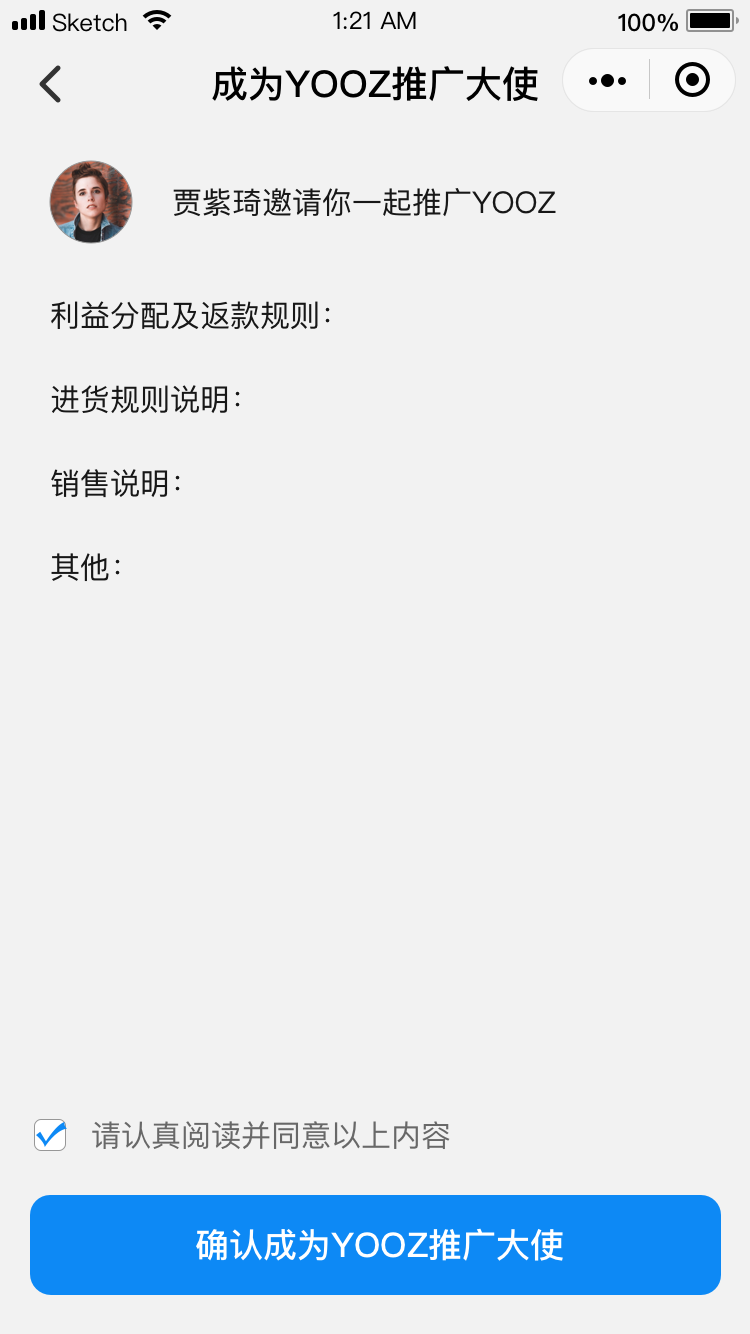 Sketch 1:21 AM 100%
成为YOOZ推广大使
贾紫琦邀请你一起推广YOOZ
利益分配及返款规则：
进货规则说明：
销售说明：
其他：
请认真阅读并同意以上内容
确认成为YOOZ推广大使